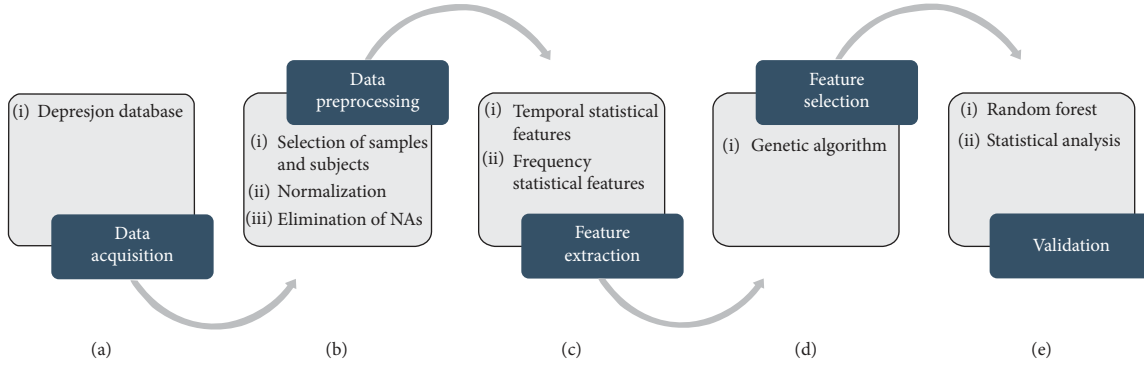 (i) Depresjon database
Data
acquisition
(a)
Data
preprocessing
(i) Selection of samples
and subjects
(ii) Normalization
(iii) Elimination of NAs
(b)
(i) Temporal statistical
features
(ii) Frequency
statistical features
Feature
extraction
(c)
Feature
selection
(i) Genetic algorithm
(d)
(i) Random forest
(ii) Statistical analysis
Validation
(e)